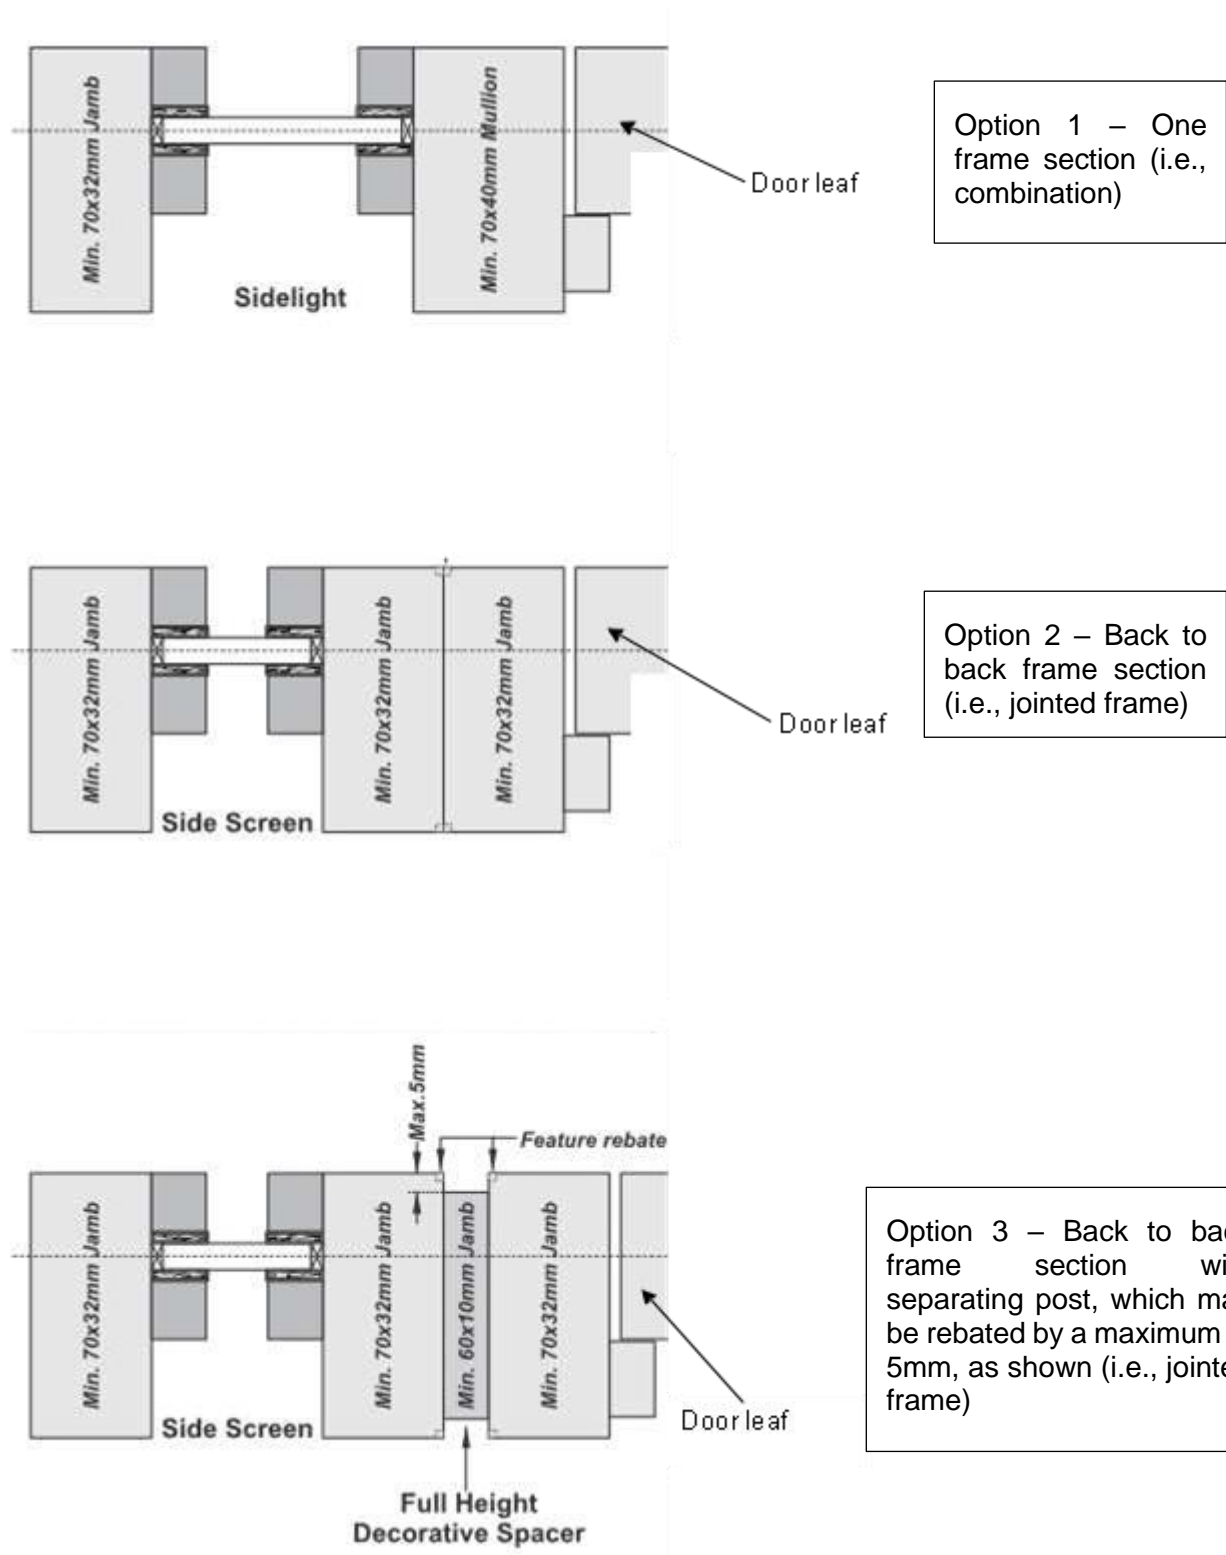 Min. 70x32mm Jamb
Min. 70x40mm Mullion
Sidelight
Door leaf
Option 1 – One
frame section (i.e.,
combination)
Min. 70x32mm Jamb
Min. 70x32mm Jamb
Min. 70x32mm Jamb
Side Screen
Door leaf
Option 2 – Back to
back frame section
(i.e., jointed frame)
Max.5mm
Feature rebate
Min. 70x32mm Jamb
Min. 70x32mm Jamb
Min. 60x10mm Jamb
Min. 70x32mm Jamb
Side Screen
Door leaf
Full Height
Decorative Spacer
Option 3 – Back to
frame section
separating post, which
be rebated by a maximum
5mm, as shown (i.e.,
frame)